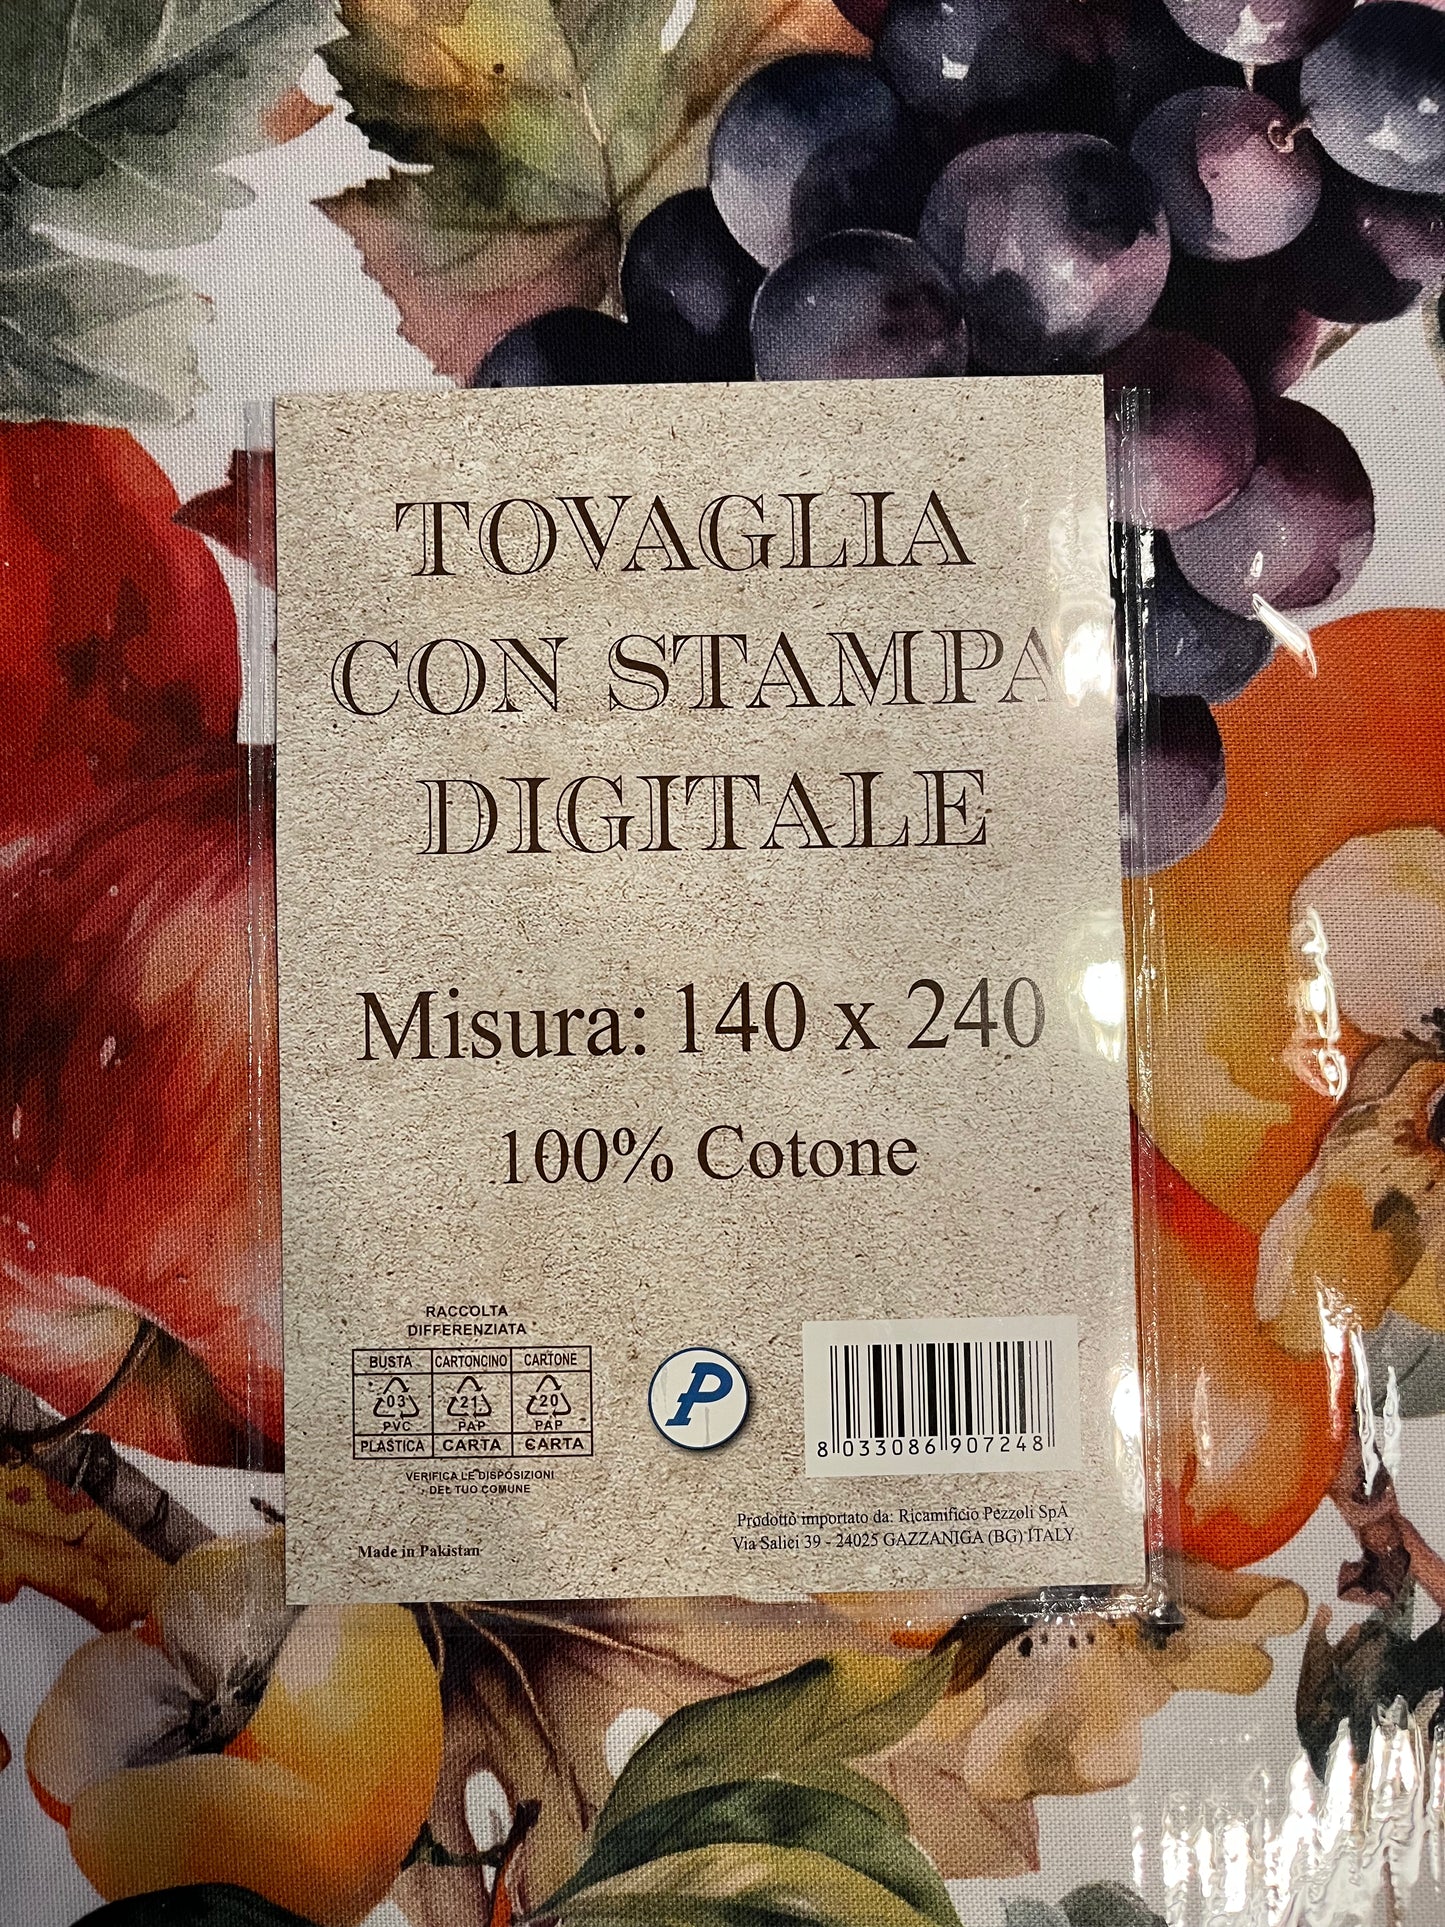 TOVAGLIA
CON STAMPA
DIGITALE
Misura: 140 x 240
100% Cotone
RACCOLTA
DIFFERENZIATA
BUSTA CARTONCINO CARTONE
03 21 20
PVC PAP PAP
PLASTICA CARTA CARTA
VERIFICA LE DISPOSIZIONI
DEL TUO COMUNE
Made in Pakistan
P
8 033086 907248
Prodotto importato da: Ricamificio Pezzoli SpA
Via Salici 39 - 24025 GAZZANIGA (BG) ITALY